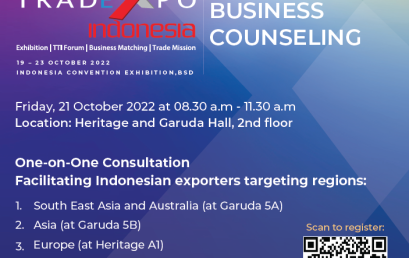 TRADEXPO
indonesia
Exhibition | TTI Forum | Business Matching | Trade Mission
19 – 23 OCTOBER 2022
INDONESIA CONVENTION EXHIBITION,BSD
BUSINESS
COUNSELING
Friday, 21 October 2022 at 08.30 a.m - 11.30 a.m
Location: Heritage and Garuda Hall, 2nd floor
One-on-One Consultation
Facilitating Indonesian exporters targeting regions:
1. South East Asia and Australia (at Garuda 5A)
2. Asia (at Garuda 5B)
3. Europe (at Heritage A1)
Scan to register: